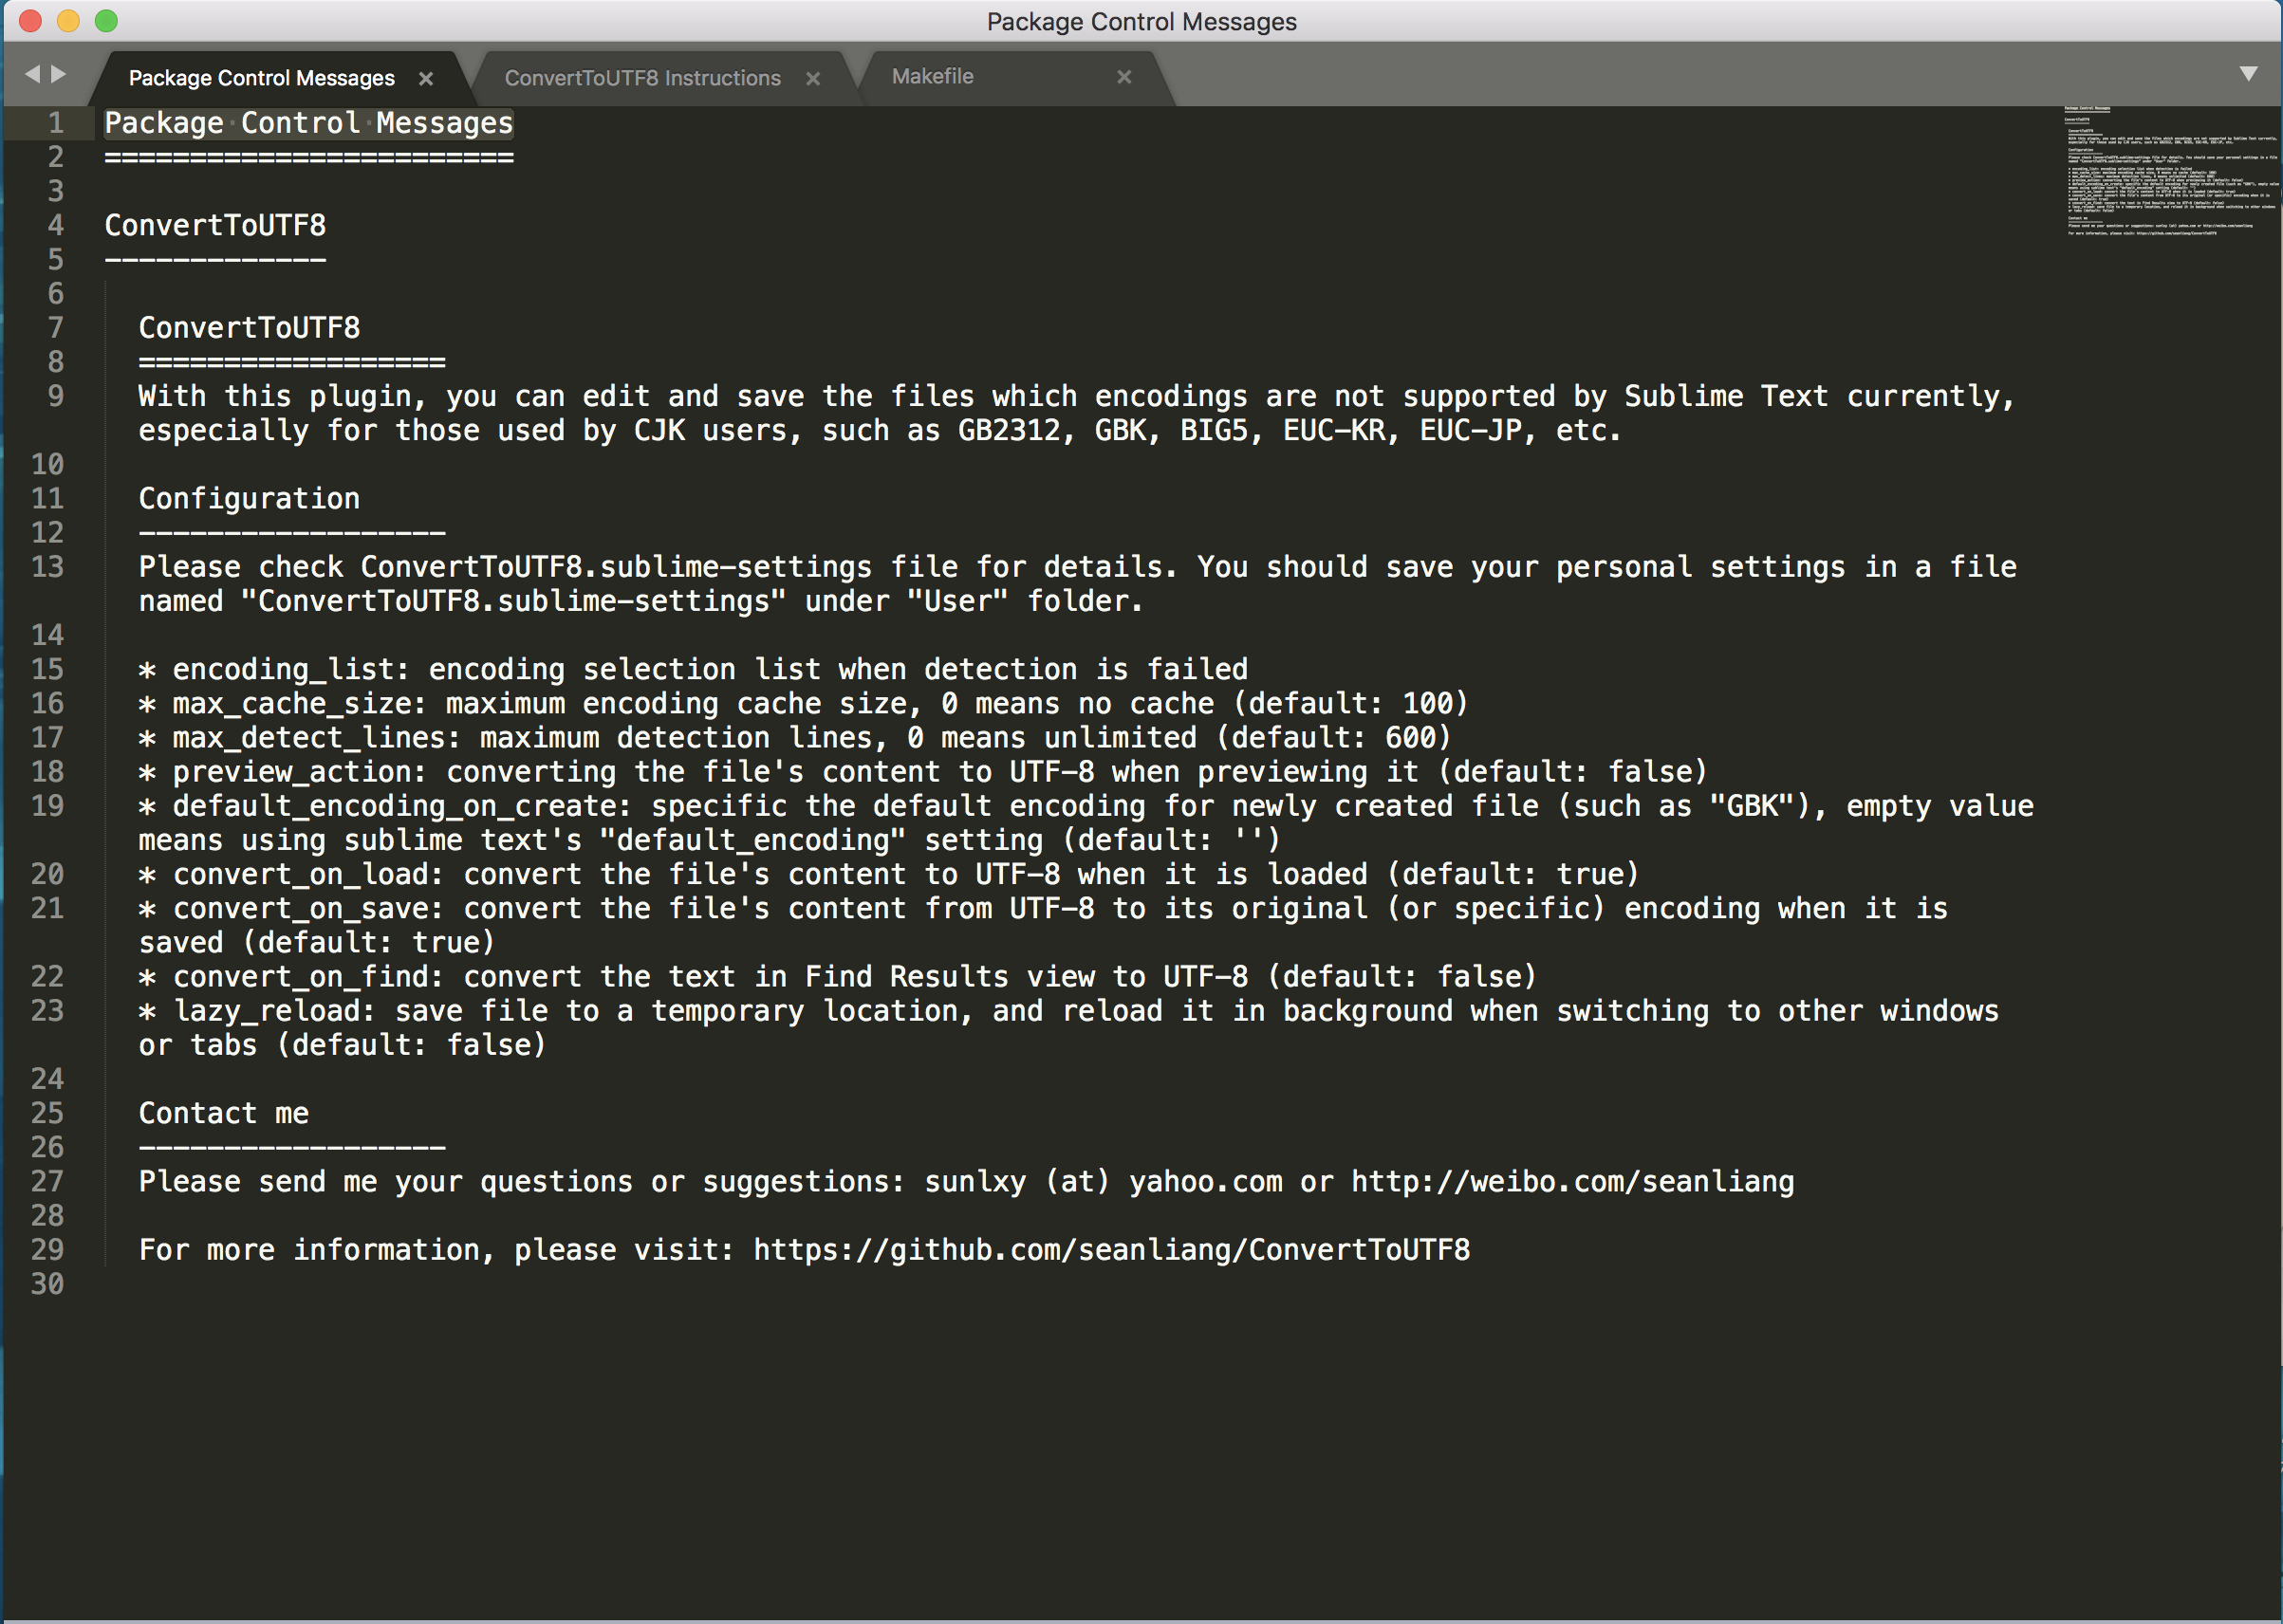 Package Control Messages
Package Control Messages
ConvertToUTF8 Instructions
Makefile
1 Package Control Messages
2 ========================
3
4 ConvertToUTF8
5 -------------
6
7 ConvertToUTF8
8 ==================
9 With this plugin, you can edit and save the files which encodings are not supported by Sublime Text currently,
especially for those used by CJK users, such as GB2312, GBK, BIG5, EUC-KR, EUC-JP, etc.
10
11 Configuration
12 ------------------
13 Please check ConvertToUTF8.sublime-settings file for details. You should save your personal settings in a file
named "ConvertToUTF8.sublime-settings" under "User" folder.
14
15 * encoding_list: encoding selection list when detection is failed
16 * max_cache_size: maximum encoding cache size, 0 means no cache (default: 100)
17 * max_detect_lines: maximum detection lines, 0 means unlimited (default: 600)
18 * preview_action: converting the file's content to UTF-8 when previewing it (default: false)
19 * default_encoding_on_create: specific the default encoding for newly created file (such as "GBK"), empty value
means using sublime text's "default_encoding" setting (default: '')
20 * convert_on_load: convert the file's content to UTF-8 when it is loaded (default: true)
21 * convert_on_save: convert the file's content from UTF-8 to its original (or specific) encoding when it is
saved (default: true)
22 * convert_on_find: convert the text in Find Results view to UTF-8 (default: false)
23 * lazy_reload: save file to a temporary location, and reload it in background when switching to other windows
or tabs (default: false)
24
25 Contact me
26 ------------------
27 Please send me your questions or suggestions: sunlxy (at) yahoo.com or http://weibo.com/seanliang
28
29 For more information, please visit: https://github.com/seanliang/ConvertToUTF8
30